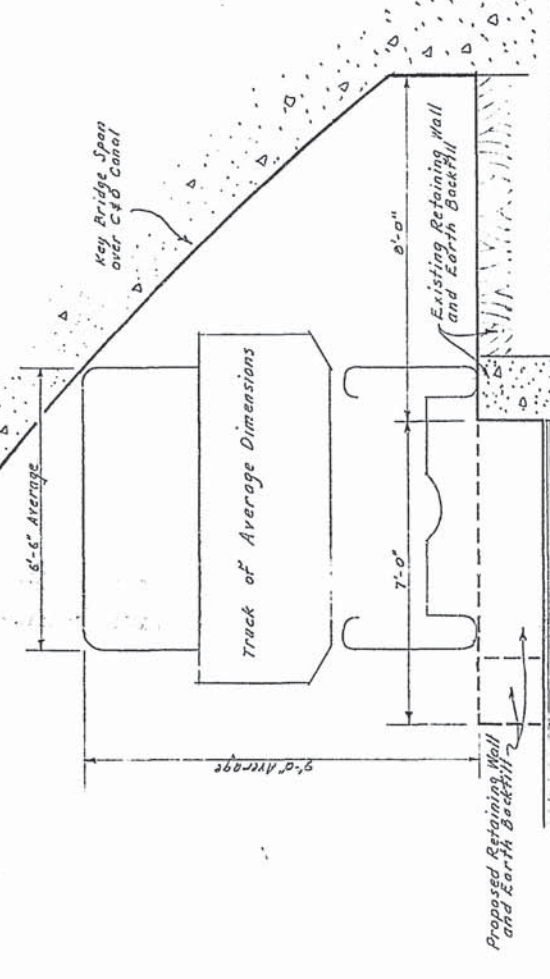 Key Bridge Span
over C&O Canal
6'-6" Average
Truck of Average Dimensions
8'-0"
Existing Retaining Wall
and Earth Backfill
7'-0"
9'-0" Average
Proposed Retaining Wall
and Earth Backfill